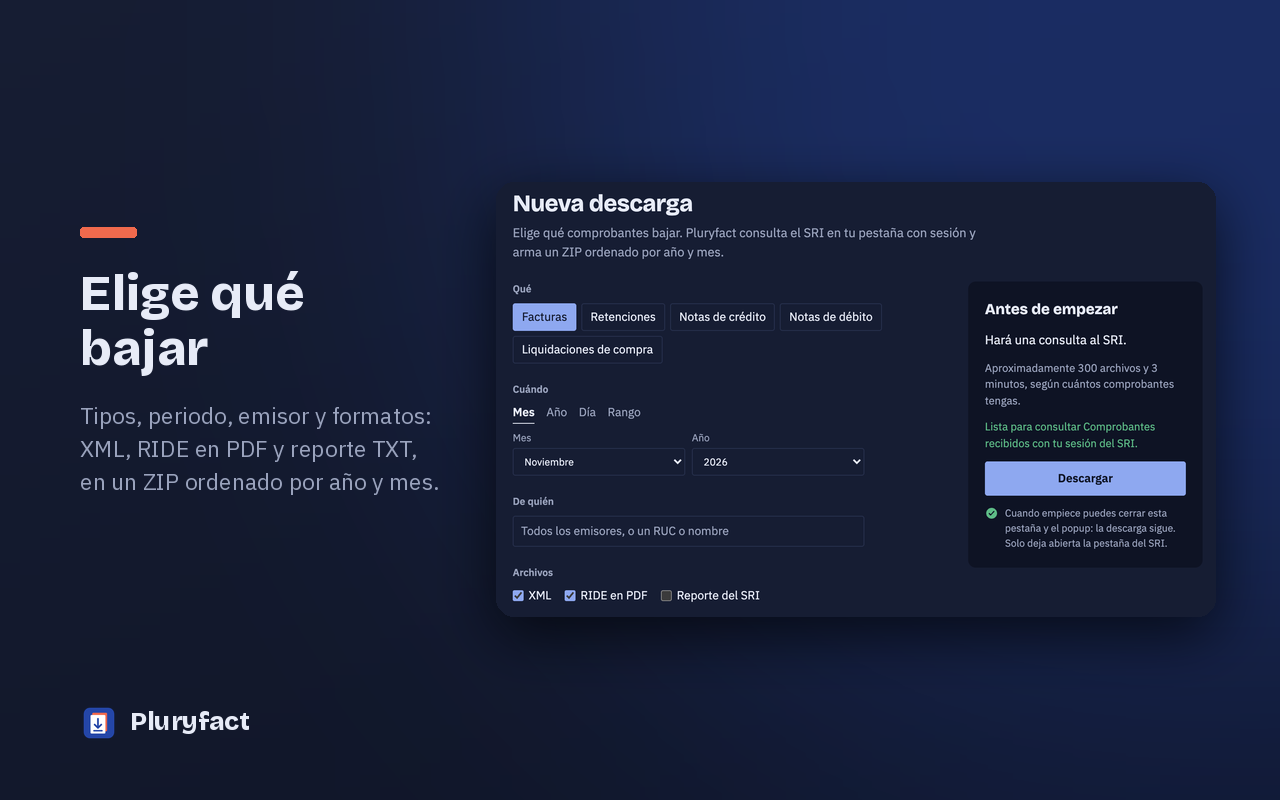 Elige qué
bajar
Tipos, periodo, emisor y formatos:
XML, RIDE en PDF y reporte TXT,
en un ZIP ordenado por año y mes.
Pluryfact
Nueva descarga
Elige qué comprobantes bajar. Pluryfact consulta el SRI en tu pestaña con sesión y
arma un ZIP ordenado por año y mes.
Qué
Facturas Retenciones Notas de crédito Notas de débito
Liquidaciones de compra
Cuándo
Mes Año Día Rango
Mes Año
Noviembre 2026
De quién
Todos los emisores, o un RUC o nombre
Archivos
XML RIDE en PDF Reporte del SRI
Antes de empezar
Hará una consulta al SRI.
Aproximadamente 300 archivos y 3
minutos, según cuántos comprobantes
tengas.
Lista para consultar Comprobantes
recibidos con tu sesión del SRI.
Descargar
Cuando empiece puedes cerrar esta
pestaña y el popup: la descarga sigue.
Solo deja abierta la pestaña del SRI.